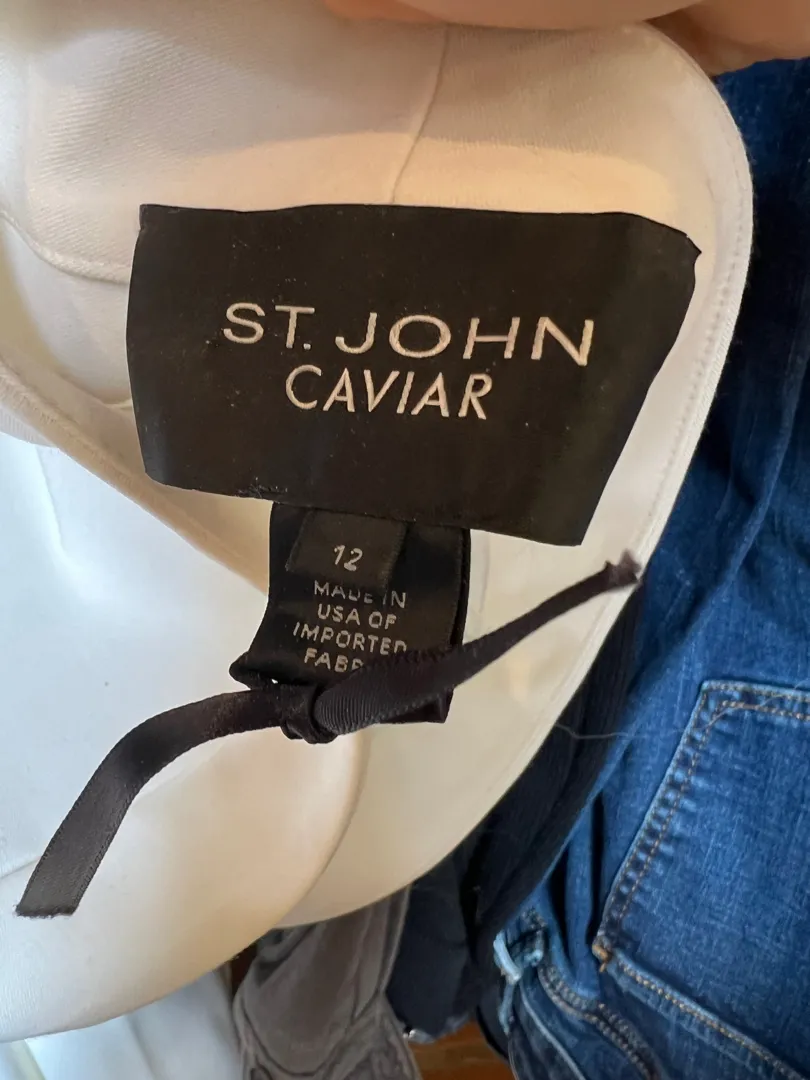 ST. JOHN
CAVIAR
12
MADE IN
USA OF
IMPORTED